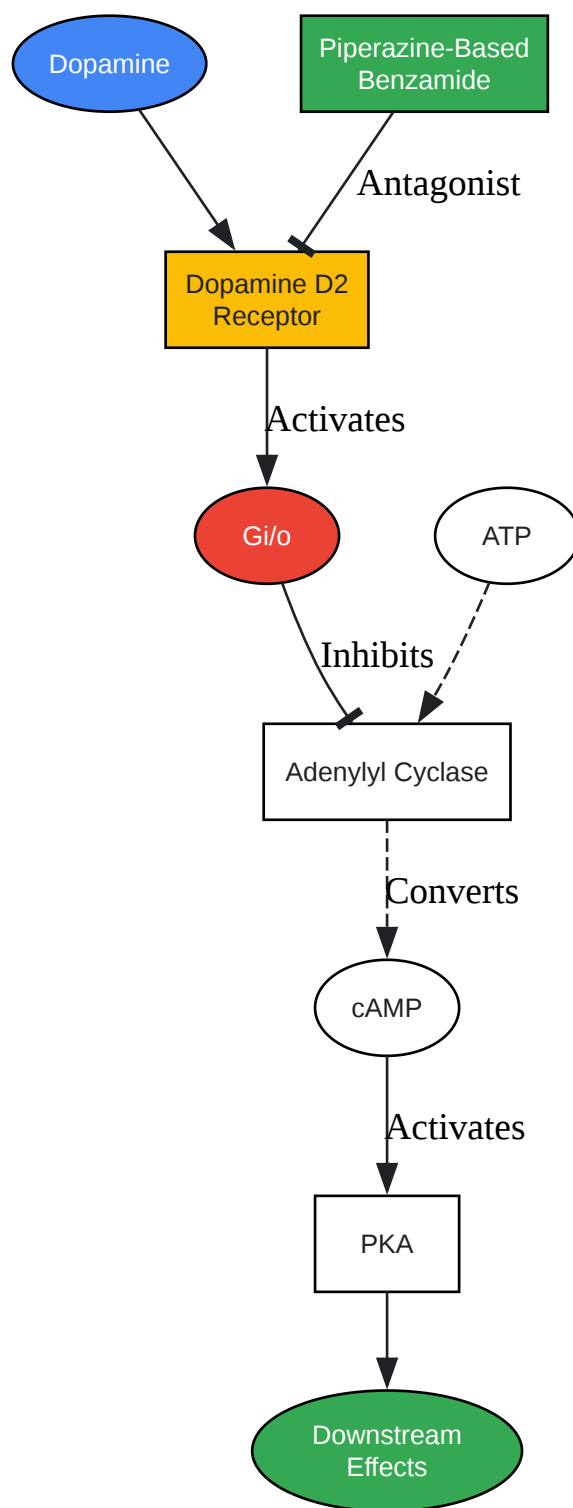 Dopamine
Piperazine-Based
Benzamide
Antagonist
Dopamine D2
Receptor
Activates
Gi/o
ATP
Inhibits
Adenylyl Cyclase
Converts
cAMP
Activates
PKA
Downstream
Effects